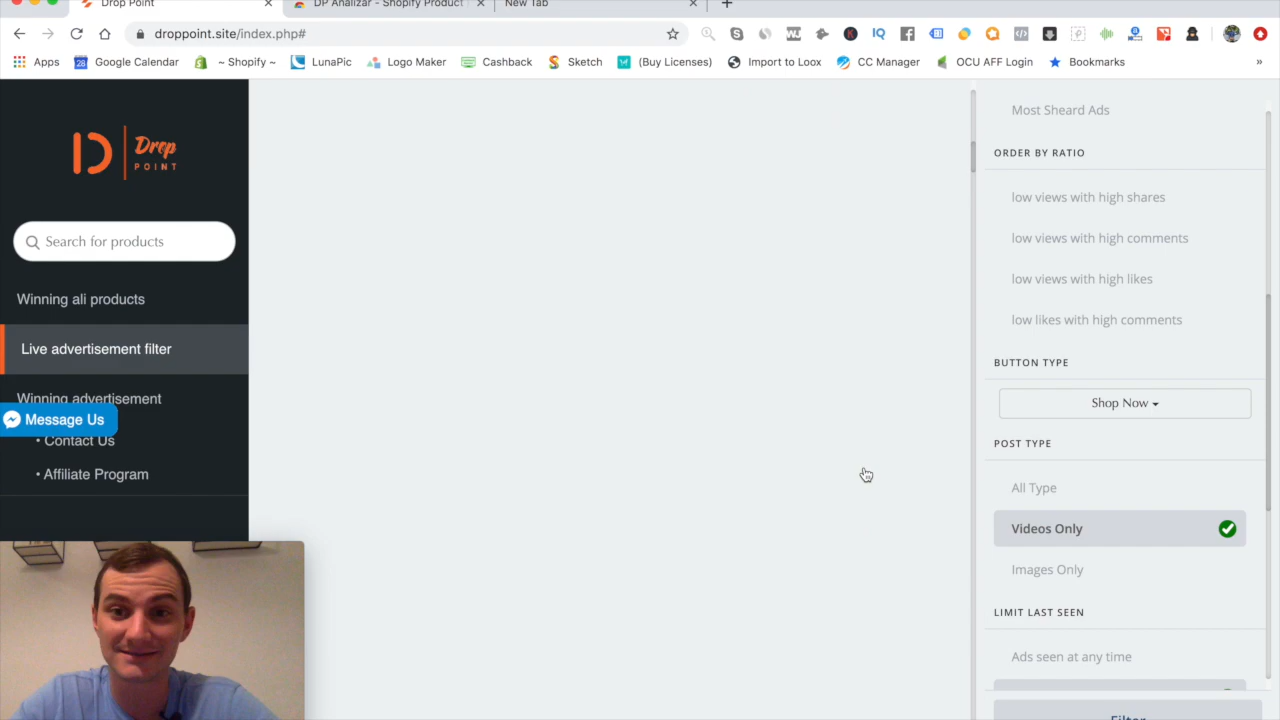 Drop Point
DP Analizar - Shopify Product
New Tab
droppoint.site/index.php#
Apps
Google Calendar
~ Shopify ~
LunaPic
Logo Maker
Cashback
Sketch
(Buy Licenses)
Import to Loox
CC Manager
OCU AFF Login
Bookmarks
»
Drop
POINT
Search for products
Winning ali products
Live advertisement filter
Winning advertisement
Message Us
• Contact Us
• Affiliate Program
Most Sheard Ads
ORDER BY RATIO
low views with high shares
low views with high comments
low views with high likes
low likes with high comments
BUTTON TYPE
Shop Now
POST TYPE
All Type
Videos Only
Images Only
LIMIT LAST SEEN
Ads seen at any time
Filter